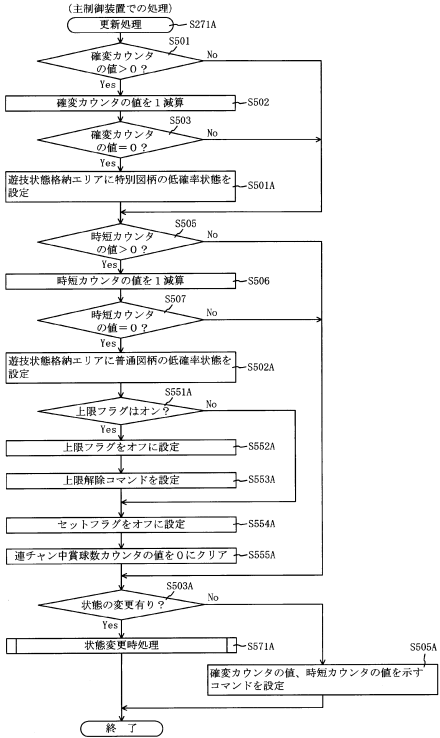 (主制御装置での処理)
更新処理
S271A
S501
確変カウンタ
の値>０？
No
Yes
確変カウンタの値を１減算
S502
S503
確変カウンタ
の値=０？
No
Yes
遊技状態格納エリアに特別図柄の低確率状態を
設定
S501A
S505
時短カウンタ
の値>０？
No
Yes
時短カウンタの値を１減算
S506
S507
時短カウンタ
の値=０？
No
Yes
遊技状態格納エリアに普通図柄の低確率状態を
設定
S502A
S551A
上限フラグはオン？
No
Yes
上限フラグをオフに設定
S552A
上限解除コマンドを設定
S553A
セットフラグをオフに設定
S554A
連チャン中賞球数カウンタの値を０にクリア
S555A
S503A
状態の変更有り？
No
Yes
状態変更時処理
S571A
S505A
確変カウンタの値、時短カウンタの値を示す
コマンドを設定
終 了